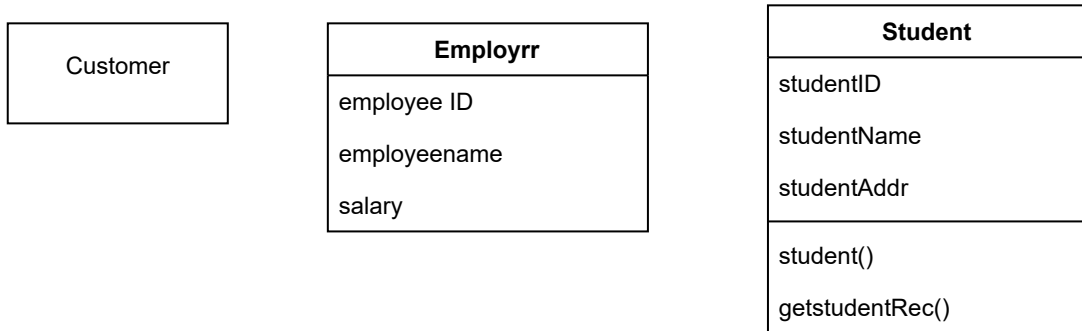 Customer
Employrr
employee ID
employeename
salary
Student
studentID
studentName
studentAddr
student()
getstudentRec()